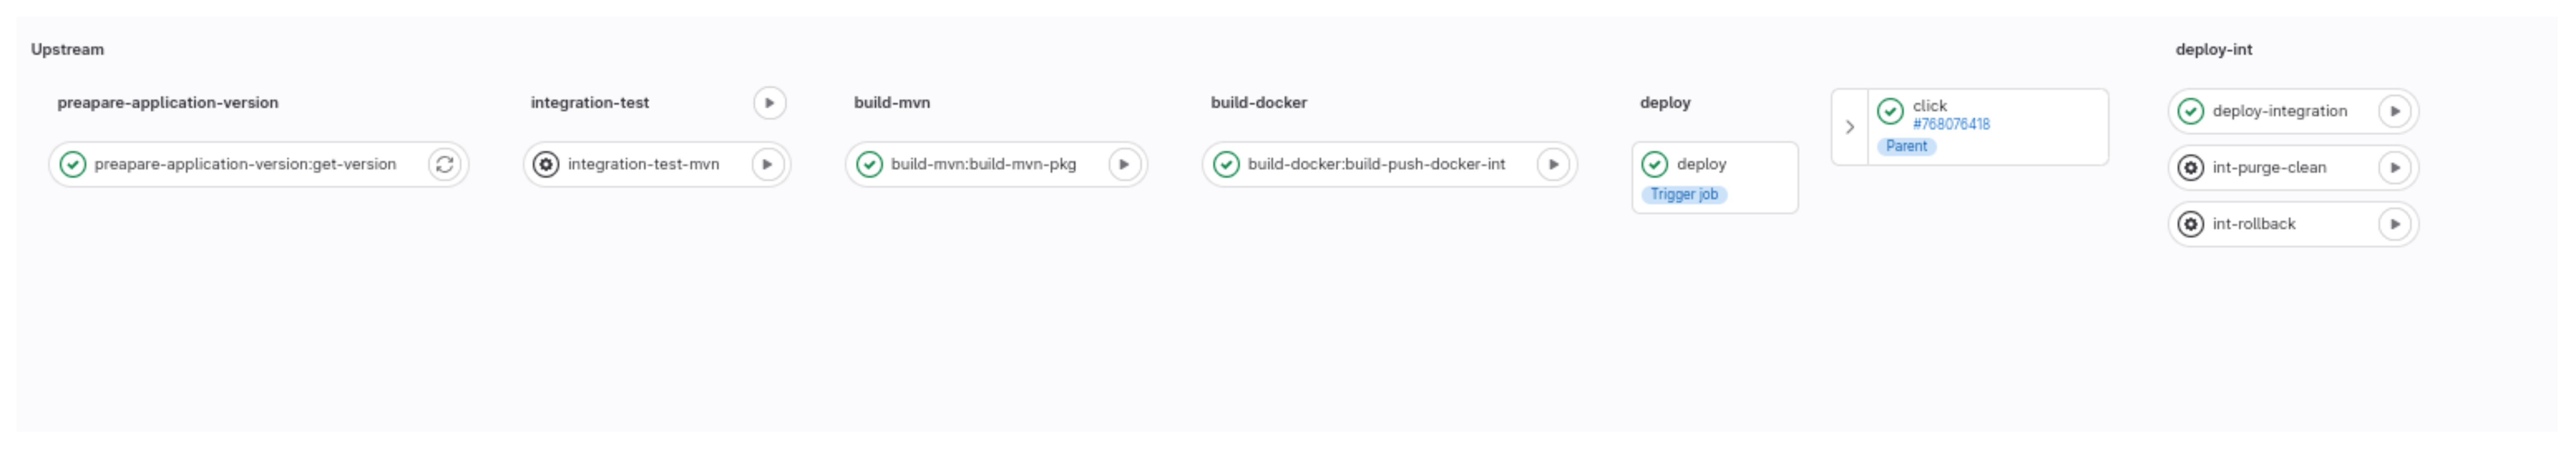 Upstream
preapare-application-version
preapare-application-version:get-version
integration-test
integration-test-mvn
build-mvn
build-mvn:build-mvn-pkg
build-docker
build-docker:build-push-docker-int
deploy
deploy
Trigger job
click
#768076418
Parent
deploy-int
deploy-integration
int-purge-clean
int-rollback